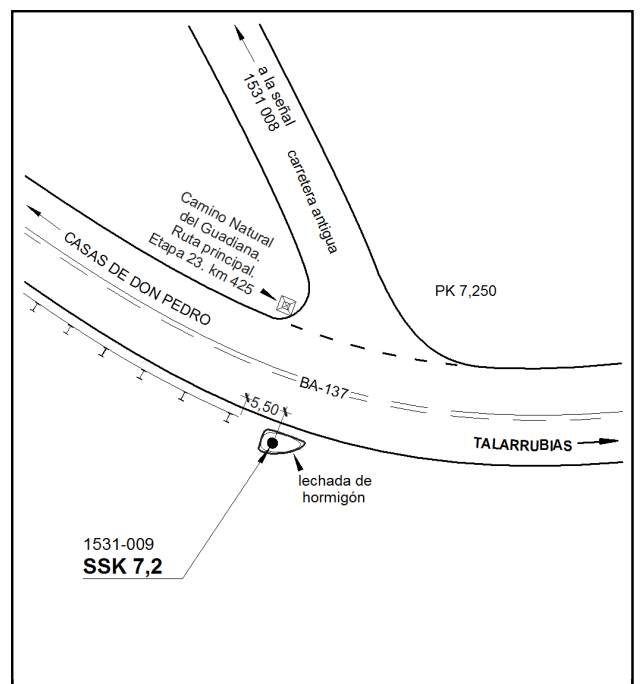 a la señal
1531 008
carretera antigua
Camino Natural
del Guadiana.
Ruta principal.
Etapa 23. km 425
CASAS DE DON PEDRO
PK 7,250
BA-137
5,50
TALARRUBIAS
lechada de
hormigón
1531-009
SSK 7,2